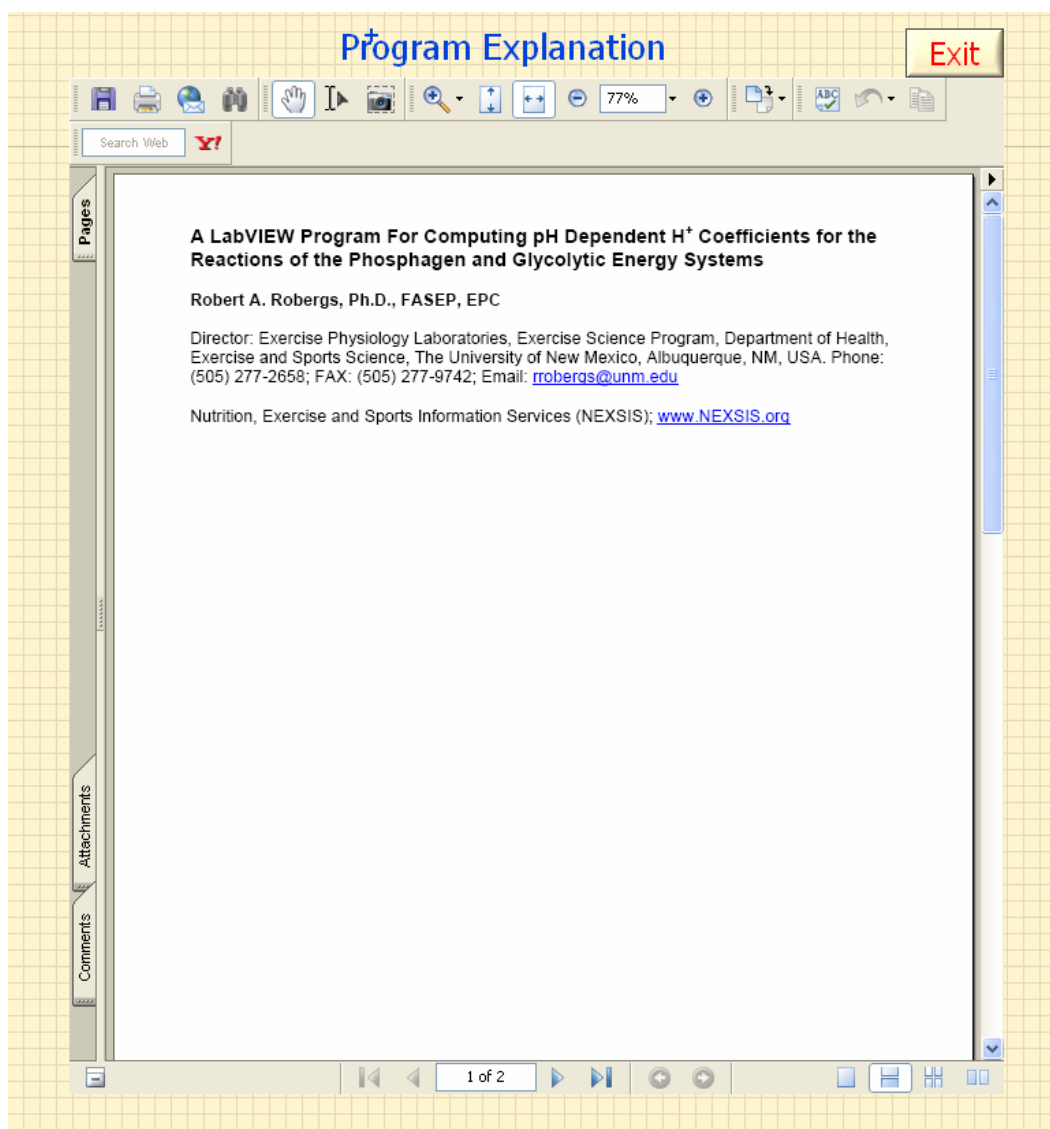 Program Explanation
Exit
77%
ABC
Search Web
Y!
Pages
A LabVIEW Program For Computing pH Dependent H⁺ Coefficients for the
Reactions of the Phosphagen and Glycolytic Energy Systems
Robert A. Robergs, Ph.D., FASEP, EPC
Director: Exercise Physiology Laboratories, Exercise Science Program, Department of Health,
Exercise and Sports Science, The University of New Mexico, Albuquerque, NM, USA. Phone:
(505) 277-2658; FAX: (505) 277-9742; Email: rrobergs@unm.edu
Nutrition, Exercise and Sports Information Services (NEXSIS); www.NEXSIS.org
Attachments
Comments
1 of 2